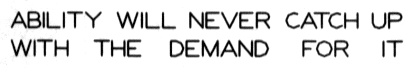 ABILITY WILL NEVER CATCH UP
WITH THE DEMAND FOR IT